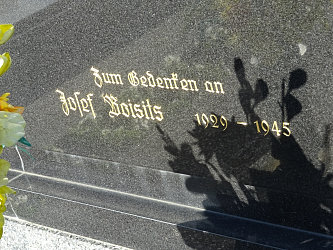 Zum Gedenken an
Josef Boisits 1929 - 1945